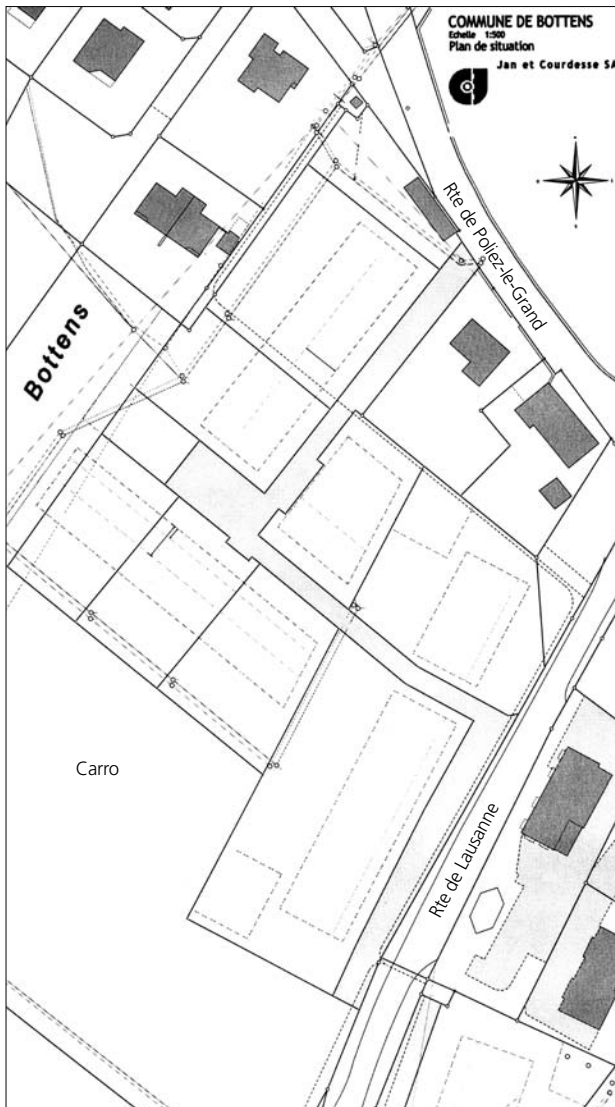 COMMUNE DE BOTTENS
Echelle 1:500
Plan de situation
Jan et Courdesse SA
Rte de Poliez-le-Grand
Bottens
Carro
Rte de Lausanne